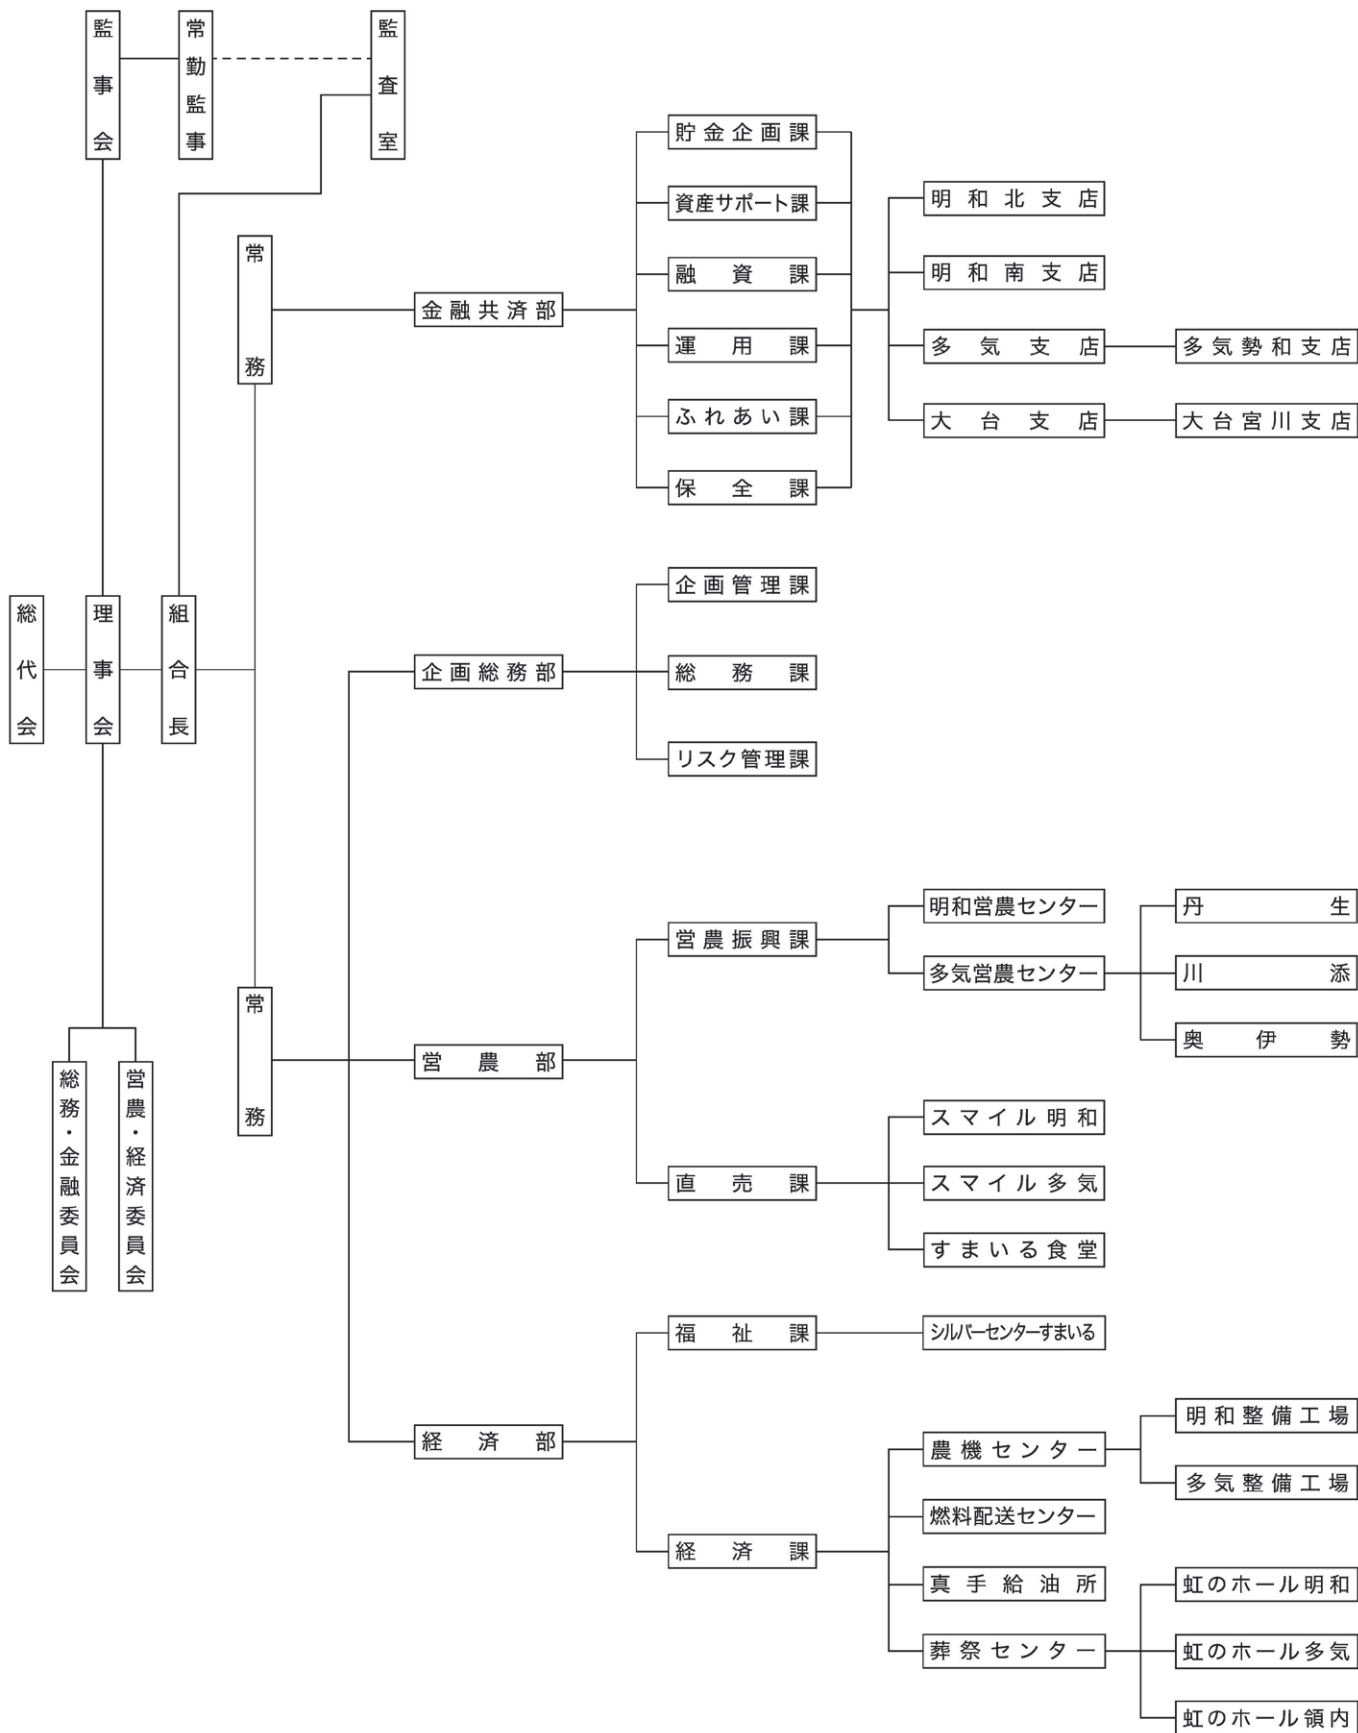 監事会
常勤監事
監査室
常務
金融共済部
貯金企画課
資産サポート課
融資課
運用課
ふれあい課
保全課
明和北支店
明和南支店
多気支店
多気勢和支店
大台支店
大台宮川支店
総代会
理事会
組合長
企画総務部
企画管理課
総務課
リスク管理課
総務・金融委員会
営農・経済委員会
常務
営農部
営農振興課
明和営農センター
多気営農センター
丹生
川添
奥伊勢
直売課
スマイル明和
スマイル多気
すまいる食堂
経済部
福祉課
シルバーセンターすまいる
経済課
農機センター
明和整備工場
多気整備工場
燃料配送センター
真手給油所
葬祭センター
虹のホール明和
虹のホール多気
虹のホール領内